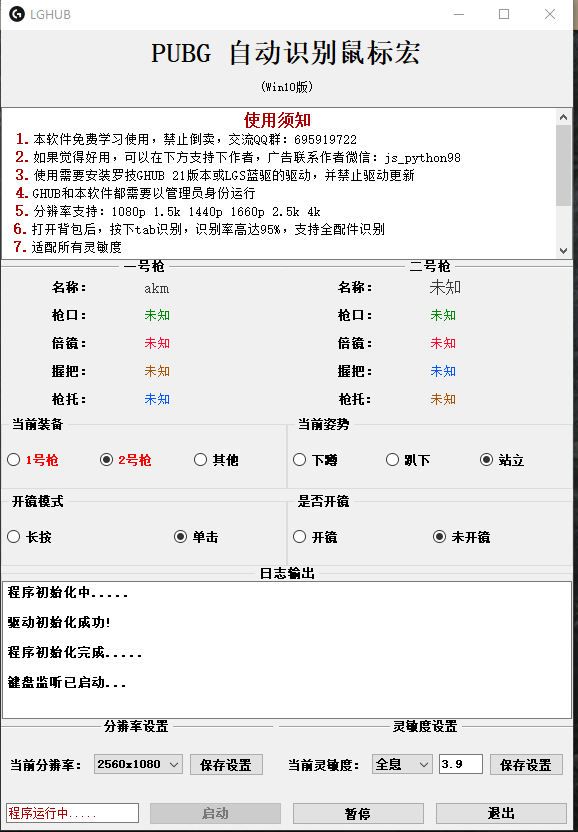 LGHUB
PUBG 自动识别鼠标宏
(Win10版)
使用须知
1. 本软件免费学习使用，禁止倒卖，交流QQ群：695919722
2. 如果觉得好用，可以在下方支持下作者，广告联系作者微信：js_python98
3. 使用需要安装罗技GHUB 21版本或LGS蓝驱的驱动，并禁止驱动更新
4. GHUB和本软件都需要以管理员身份运行
5. 分辨率支持：1080p 1.5k 1440p 1660p 2.5k 4k
6. 打开背包后，按下tab识别，识别率高达95%，支持全配件识别
7. 适配所有灵敏度
一号枪 二号枪
名称： akm 名称： 未知
枪口： 未知 枪口： 未知
倍镜： 未知 倍镜： 未知
握把： 未知 握把： 未知
枪托： 未知 枪托： 未知
当前装备 当前姿势
1号枪 2号枪 其他 下蹲 趴下 站立
开镜模式 是否开镜
长按 单击 开镜 未开镜
日志输出
程序初始化中.....
驱动初始化成功!
程序初始化完成.....
键盘监听已启动...
分辨率设置 灵敏度设置
当前分辨率： 2560x1080 保存设置 当前灵敏度： 全息 3.9 保存设置
程序运行中..... 启动 暂停 退出